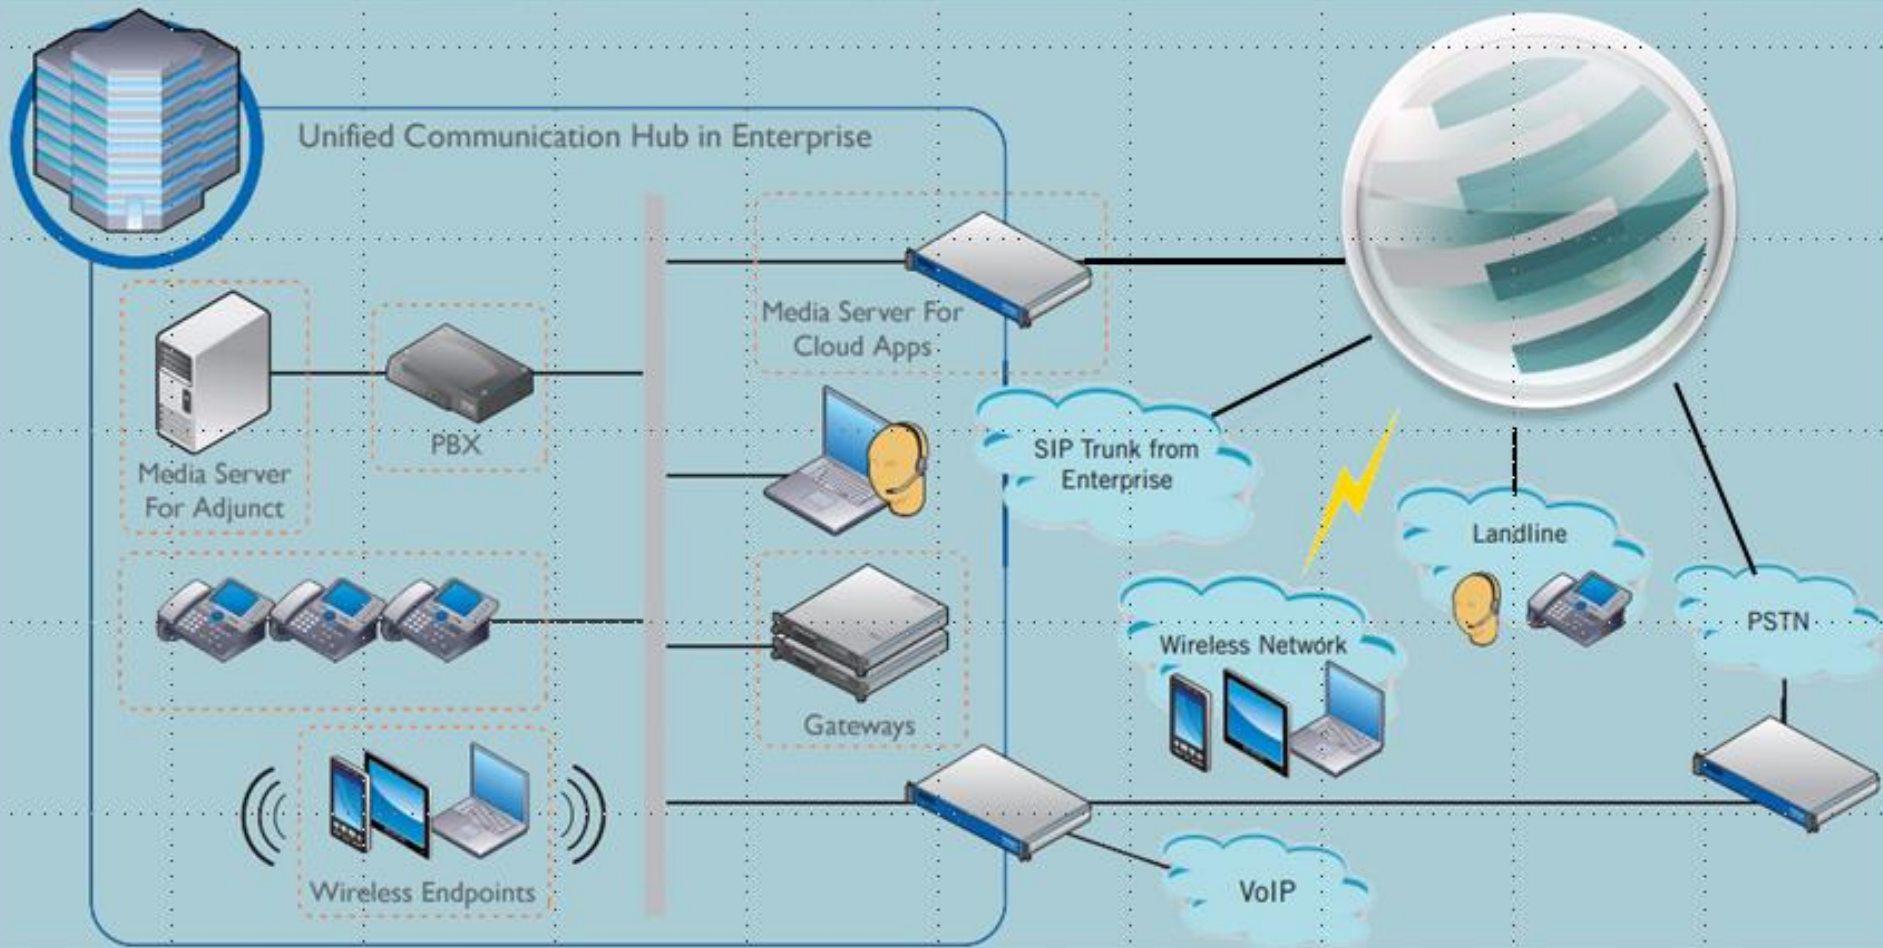 Unified Communication Hub in Enterprise
Media Server For
Cloud Apps
PBX
Media Server
For Adjunct
SIP Trunk from
Enterprise
Landline
PSTN
Wireless Network
Gateways
Wireless Endpoints
VoIP